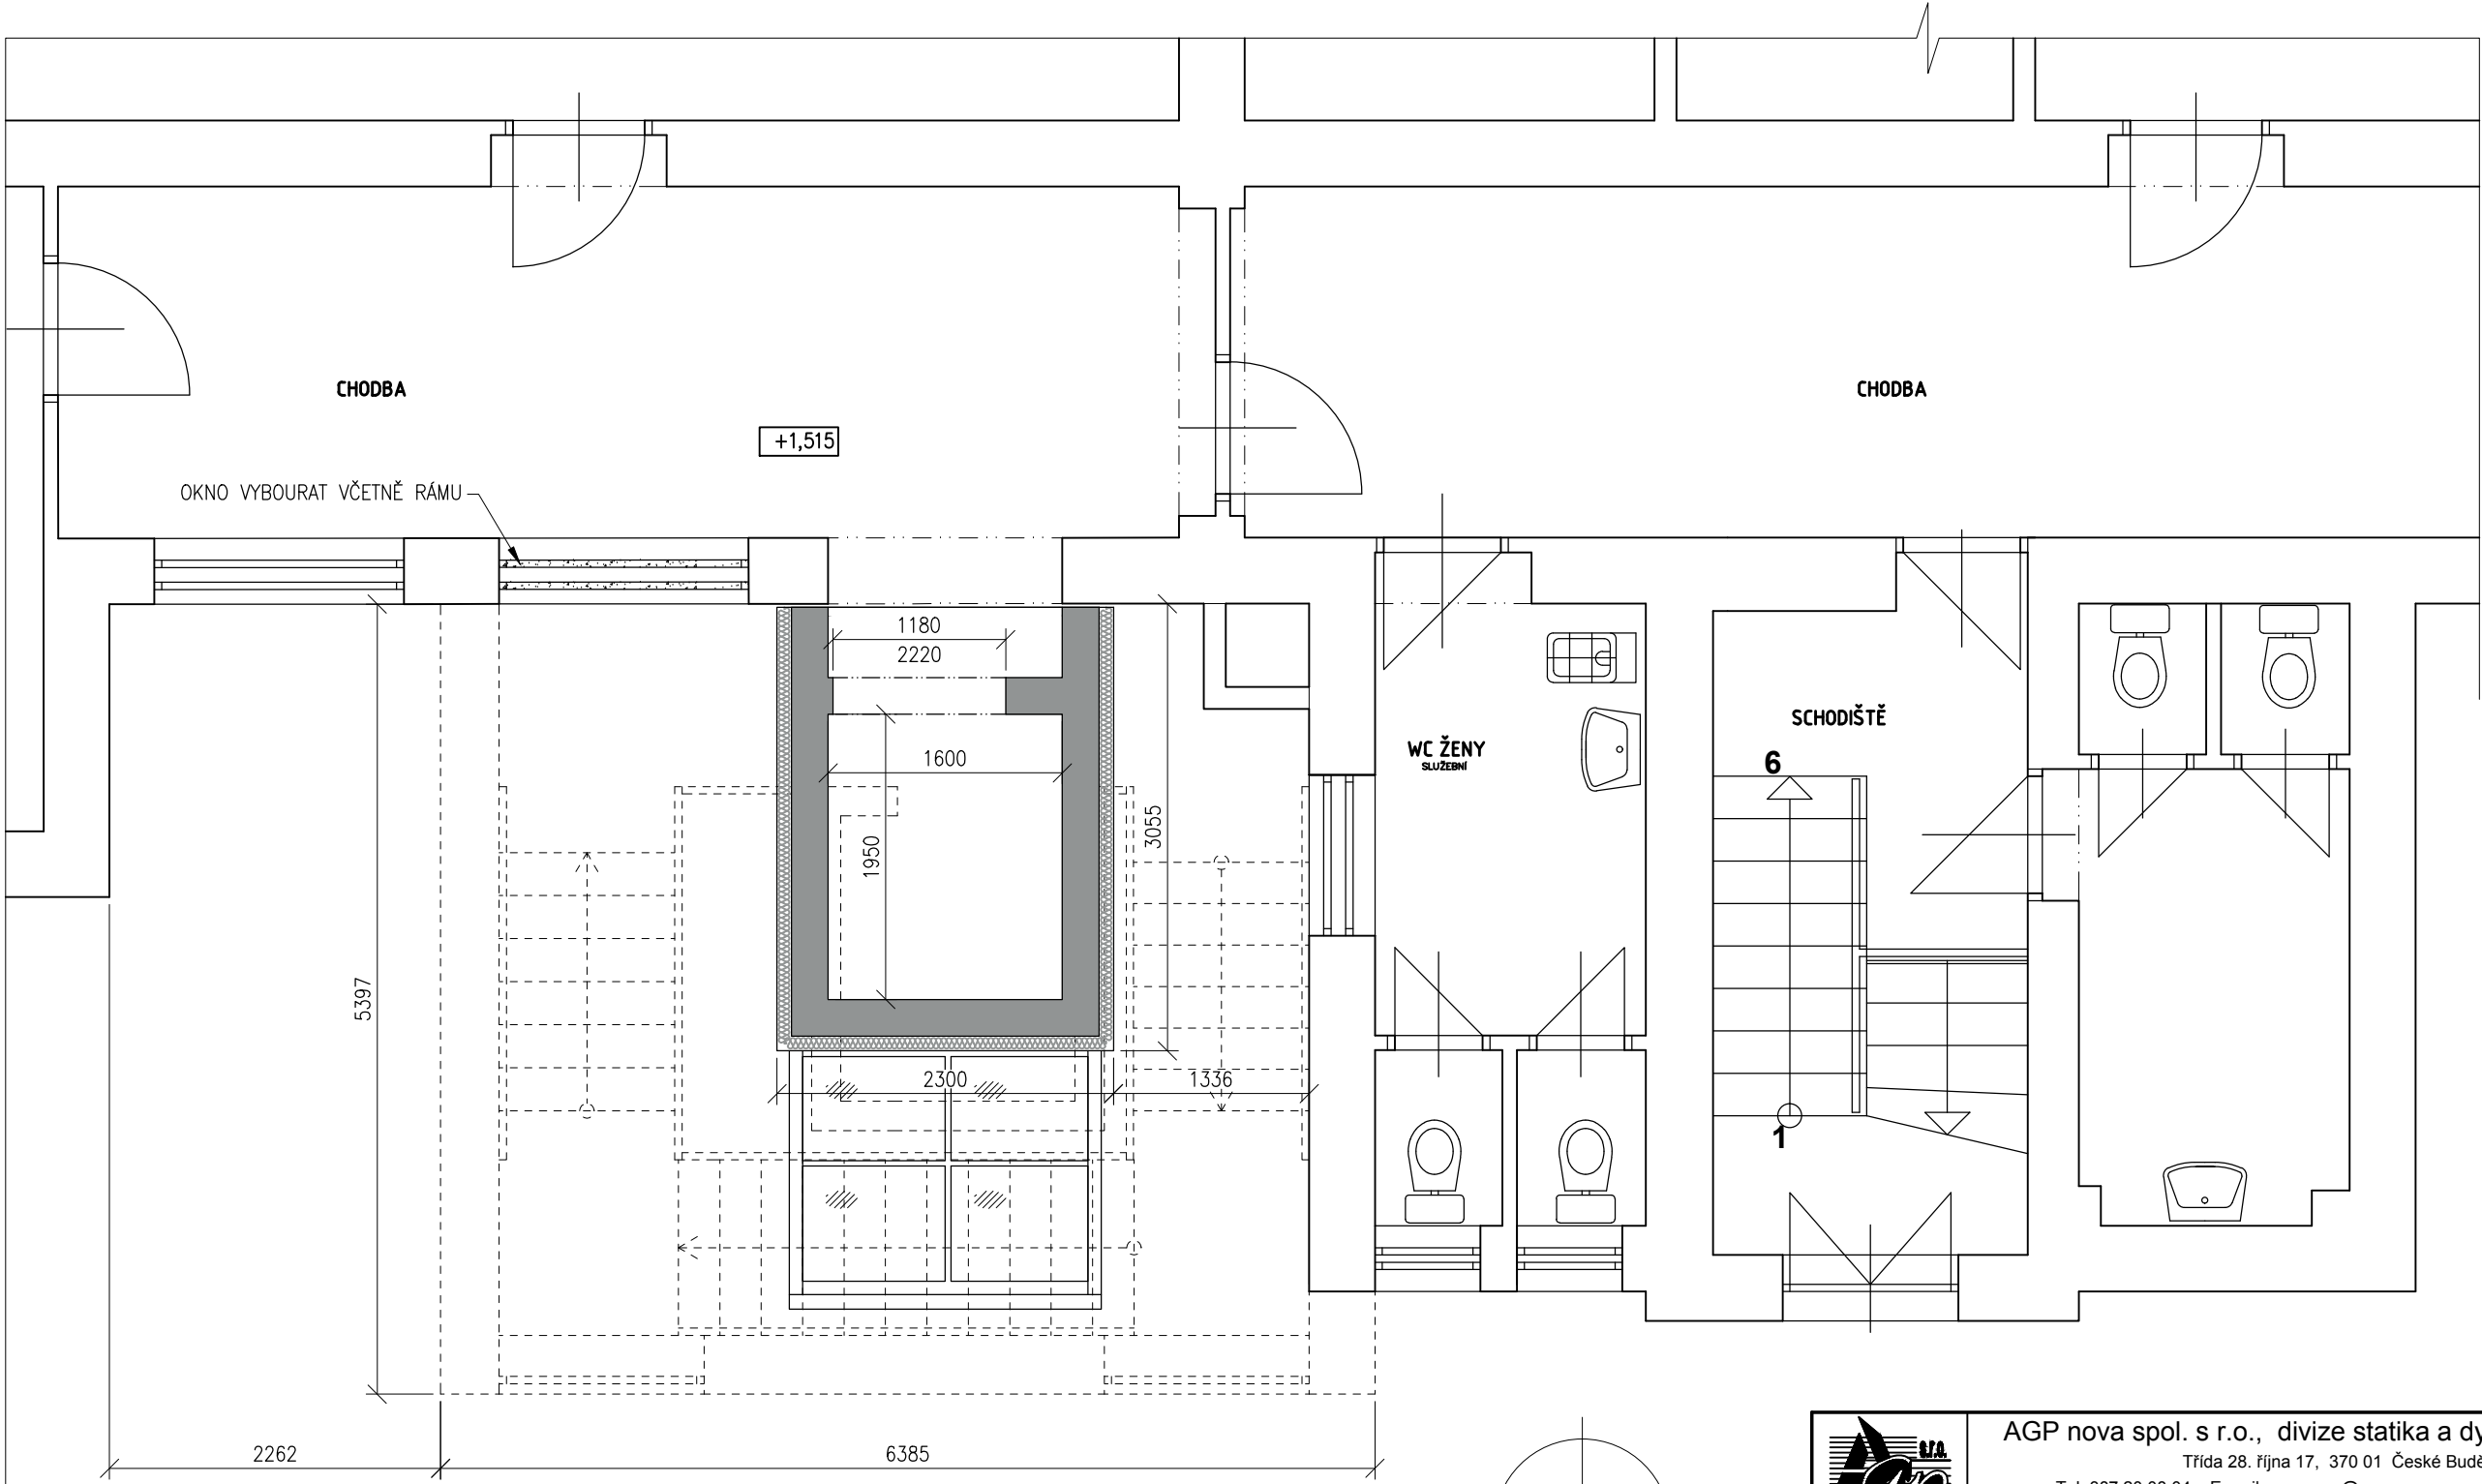 CHODBA
CHODBA
+1,515
OKNO VYBOURAT VČETNĚ RÁMU
1180
2220
1600
1950
3055
5397
2300
1336
2262
6385
WC ŽENY
SLUŽEBNÍ
SCHODIŠTĚ
6
1
s.r.o.
AGP nova spol. s r.o., divize statika a dy
Třída 28. října 17, 370 01 České Budě